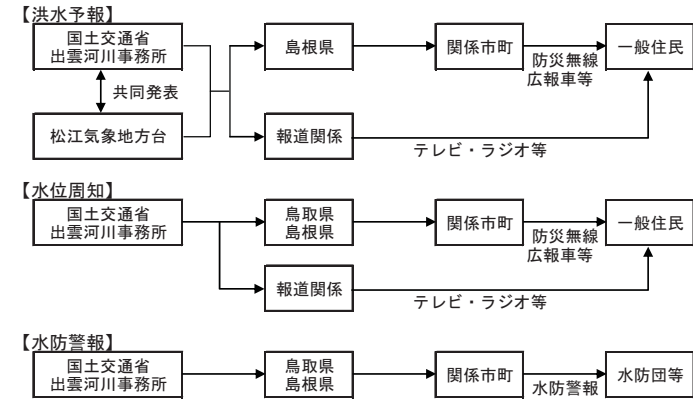 【洪水予報】
国土交通省
出雲河川事務所
島根県
関係市町
防災無線
広報車等
一般住民
共同発表
松江気象地方台
報道関係
テレビ・ラジオ等
【水位周知】
国土交通省
出雲河川事務所
鳥取県
島根県
関係市町
防災無線
広報車等
一般住民
報道関係
テレビ・ラジオ等
【水防警報】
国土交通省
出雲河川事務所
鳥取県
島根県
関係市町
水防警報
水防団等